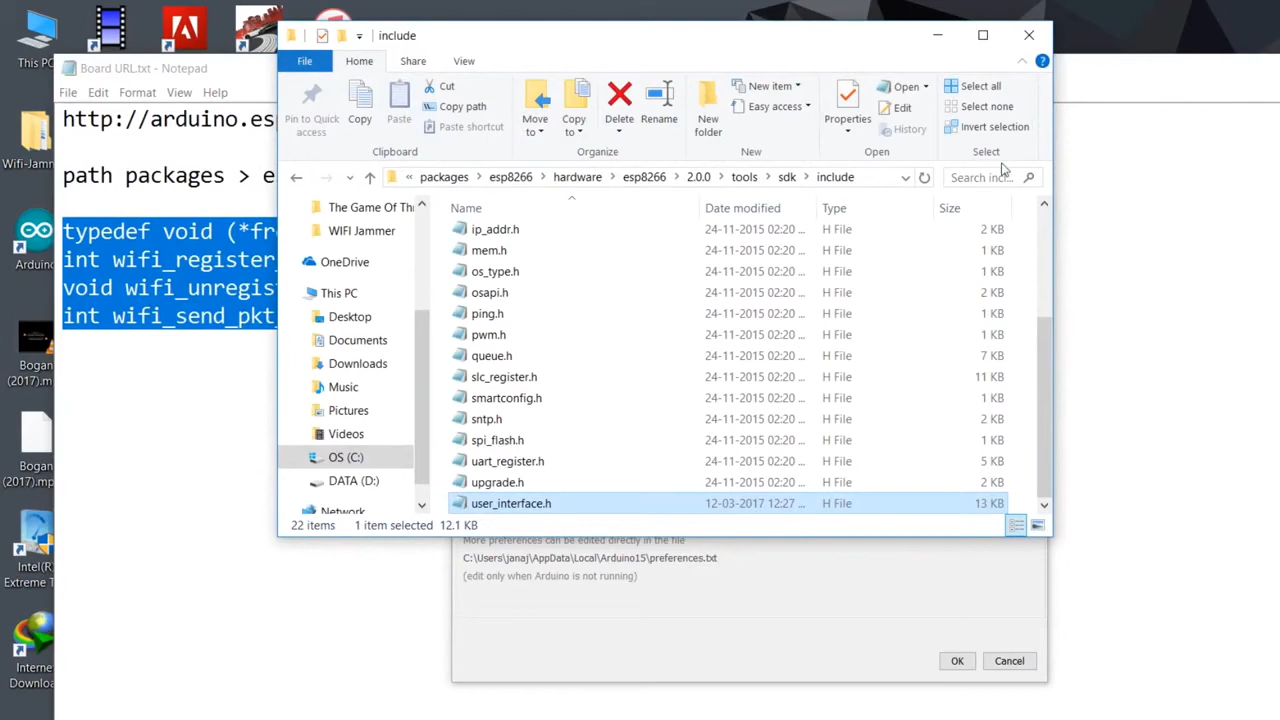 This PC
Wifi-Jamm
Arduino
Bogan
(2017).mp
Bogan
(2017).m
Intel(R)
Extreme T
Internet
Downloa
Board URL.txt - Notepad
File Edit Format View Help
http://arduino.es
path packages > e
typedef void (*fr
int wifi_register_
void wifi_unregist
int wifi_send_pkt_
include
File Home Share View
Pin to Quick access
Copy
Paste
Cut
Copy path
Paste shortcut
Clipboard
Move to
Copy to
Delete
Rename
Organize
New folder
New item
Easy access
New
Properties
Open
Edit
History
Open
Select all
Select none
Invert selection
Select
« packages > esp8266 > hardware > esp8266 > 2.0.0 > tools > sdk > include
Search incl...
The Game Of Thr
WIFI Jammer
OneDrive
This PC
Desktop
Documents
Downloads
Music
Pictures
Videos
OS (C:)
DATA (D:)
Network
Name Date modified Type Size
ip_addr.h 24-11-2015 02:20 ... H File 2 KB
mem.h 24-11-2015 02:20 ... H File 1 KB
os_type.h 24-11-2015 02:20 ... H File 1 KB
osapi.h 24-11-2015 02:20 ... H File 2 KB
ping.h 24-11-2015 02:20 ... H File 1 KB
pwm.h 24-11-2015 02:20 ... H File 1 KB
queue.h 24-11-2015 02:20 ... H File 7 KB
slc_register.h 24-11-2015 02:20 ... H File 11 KB
smartconfig.h 24-11-2015 02:20 ... H File 1 KB
sntp.h 24-11-2015 02:20 ... H File 2 KB
spi_flash.h 24-11-2015 02:20 ... H File 1 KB
uart_register.h 24-11-2015 02:20 ... H File 5 KB
upgrade.h 24-11-2015 02:20 ... H File 2 KB
user_interface.h 12-03-2017 12:27 ... H File 13 KB
22 items 1 item selected 12.1 KB
More preferences can be edited directly in the file
C:\Users\janaj\AppData\Local\Arduino15\preferences.txt
(edit only when Arduino is not running)
OK Cancel